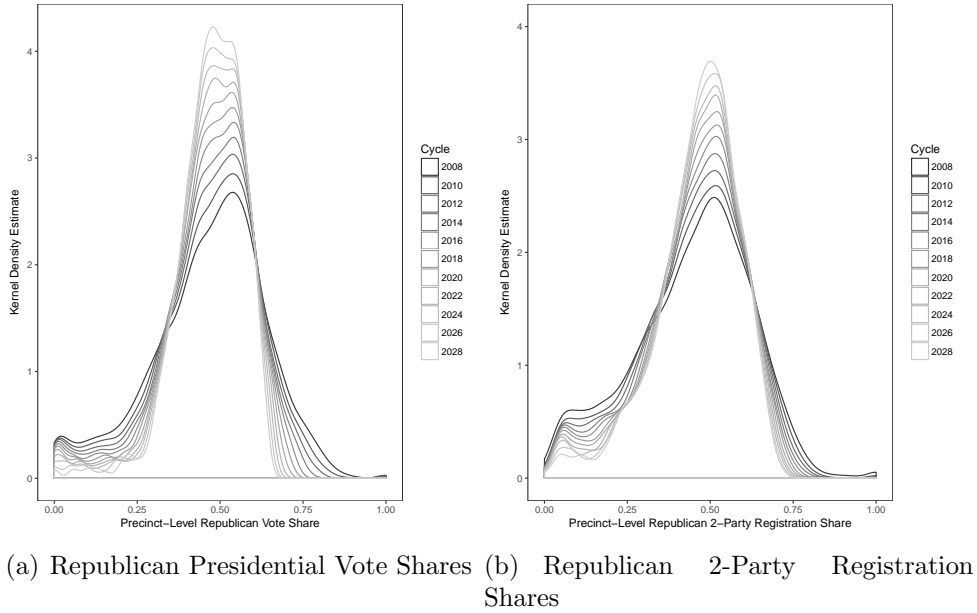 4
3
2
1
0
Kernel Density Estimate
0.00 0.25 0.50 0.75 1.00
Precinct−Level Republican Vote Share
Cycle
2008
2010
2012
2014
2016
2018
2020
2022
2024
2026
2028
4
3
2
1
0
Kernel Density Estimate
0.00 0.25 0.50 0.75 1.00
Precinct−Level Republican 2−Party Registration Share
Cycle
2008
2010
2012
2014
2016
2018
2020
2022
2024
2026
2028
(a) Republican Presidential Vote Shares
(b) Republican 2-Party Registration
Shares